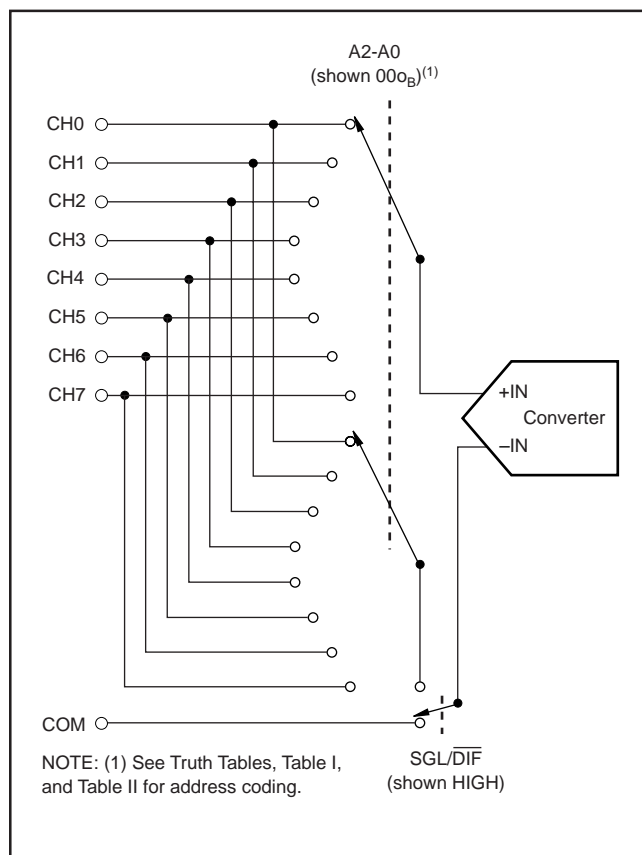 A2-A0
(shown 00oB)(1)
CH0
CH1
CH2
CH3
CH4
CH5
CH6
CH7
+IN
Converter
–IN
COM
SGL/DIF
(shown HIGH)
NOTE: (1) See Truth Tables, Table I,
and Table II for address coding.